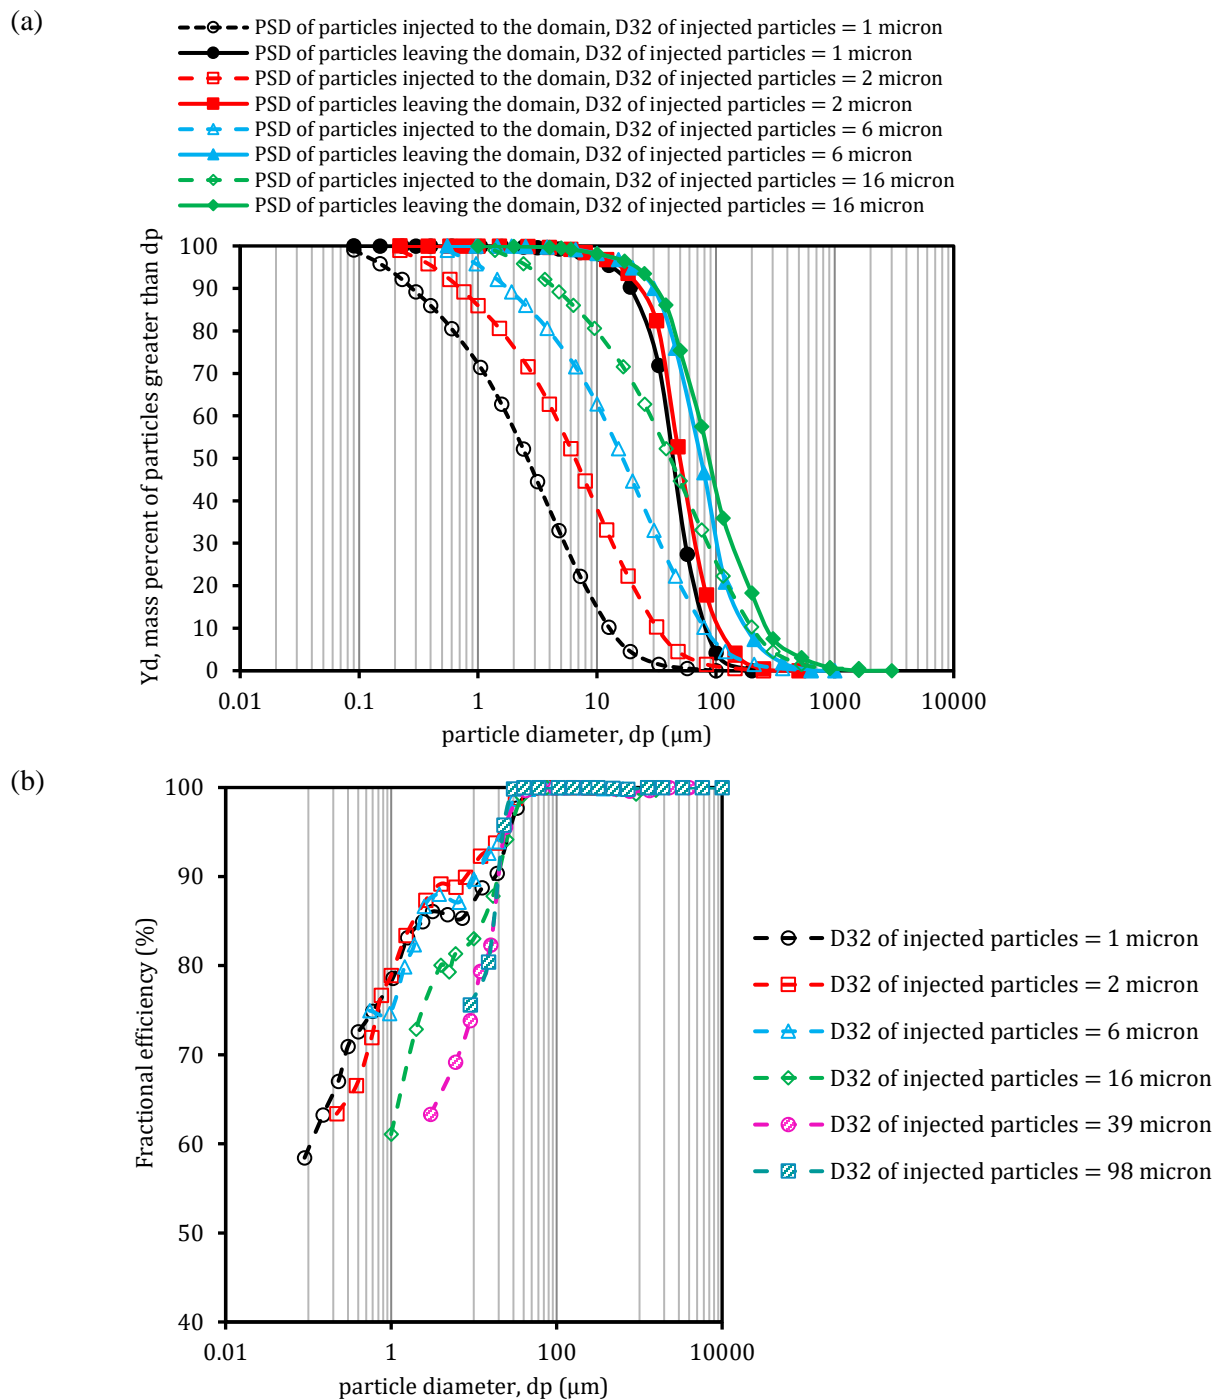 (a)
PSD of particles injected to the domain, D32 of injected particles = 1 micron
PSD of particles leaving the domain, D32 of injected particles = 1 micron
PSD of particles injected to the domain, D32 of injected particles = 2 micron
PSD of particles leaving the domain, D32 of injected particles = 2 micron
PSD of particles injected to the domain, D32 of injected particles = 6 micron
PSD of particles leaving the domain, D32 of injected particles = 6 micron
PSD of particles injected to the domain, D32 of injected particles = 16 micron
PSD of particles leaving the domain, D32 of injected particles = 16 micron
Yd, mass percent of particles greater than dp
100
90
80
70
60
50
40
30
20
10
0
0.01 0.1 1 10 100 1000 10000
particle diameter, dp (μm)
(b)
Fractional efficiency (%)
100
90
80
70
60
50
40
0.01 1 100 10000
particle diameter, dp (μm)
D32 of injected particles = 1 micron
D32 of injected particles = 2 micron
D32 of injected particles = 6 micron
D32 of injected particles = 16 micron
D32 of injected particles = 39 micron
D32 of injected particles = 98 micron